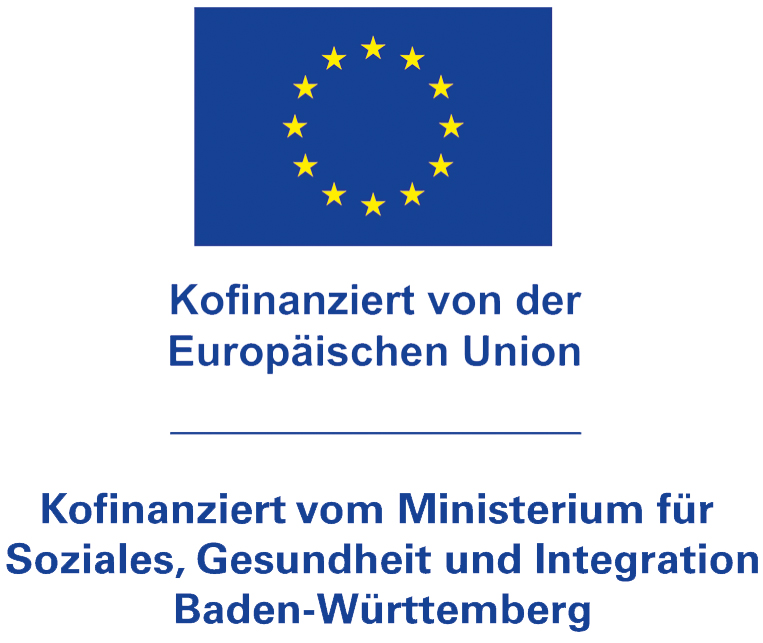 Kofinanziert von der
Europäischen Union
Kofinanziert vom Ministerium für
Soziales, Gesundheit und Integration
Baden-Württemberg